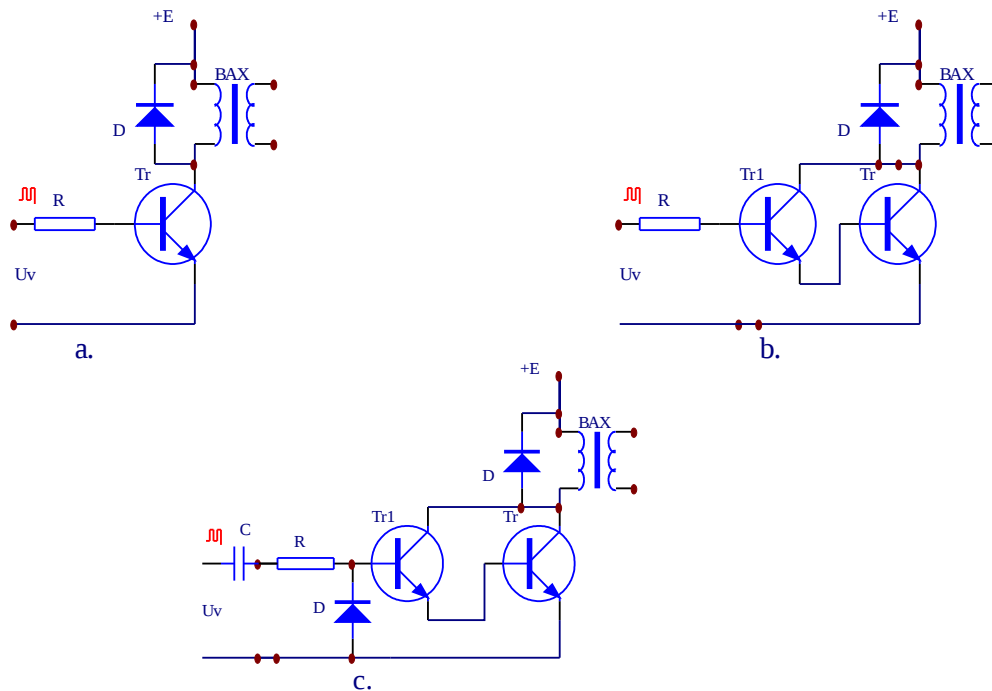 +E
BAX
D
Tr
R
Uv
a.
+E
BAX
D
Tr1
Tr
R
Uv
b.
+E
BAX
D
Tr1
Tr
C
R
D
Uv
c.